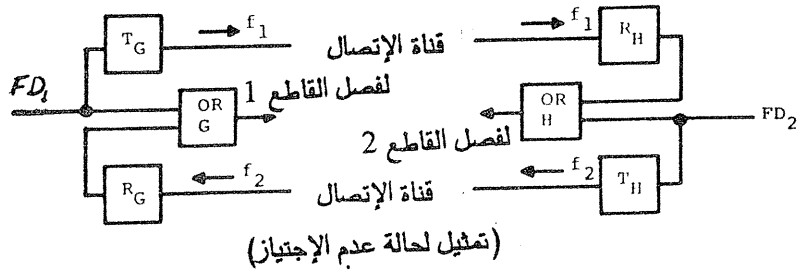 T_G
f_1
قناة الإتصال
f_1
R_H
FD_1
OR
G
لفصل القاطع 1
OR
H
لفصل القاطع 2
FD_2
R_G
f_2
قناة الإتصال
f_2
T_H
(تمثيل لحالة عدم الإجتياز)